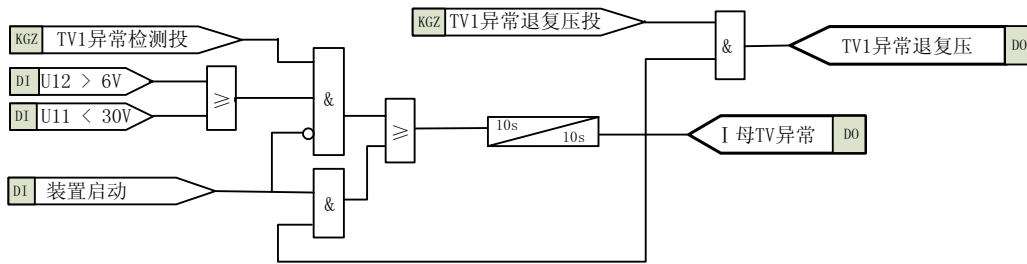 KGZ TV1异常检测投
KGZ TV1异常退复压投
&
TV1异常退复压 DO
DI U12 > 6V
≥
&
DI U11 < 30V
≥
10s
10s
I 母TV异常 DO
DI 装置启动
&